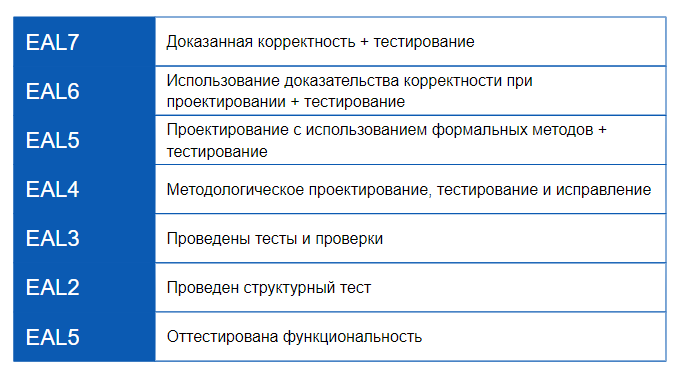 EAL7
Доказанная корректность + тестирование
EAL6
Использование доказательства корректности при
проектировании + тестирование
EAL5
Проектирование с использованием формальных методов +
тестирование
EAL4
Методологическое проектирование, тестирование и исправление
EAL3
Проведены тесты и проверки
EAL2
Проведен структурный тест
EAL5
Оттестирована функциональность